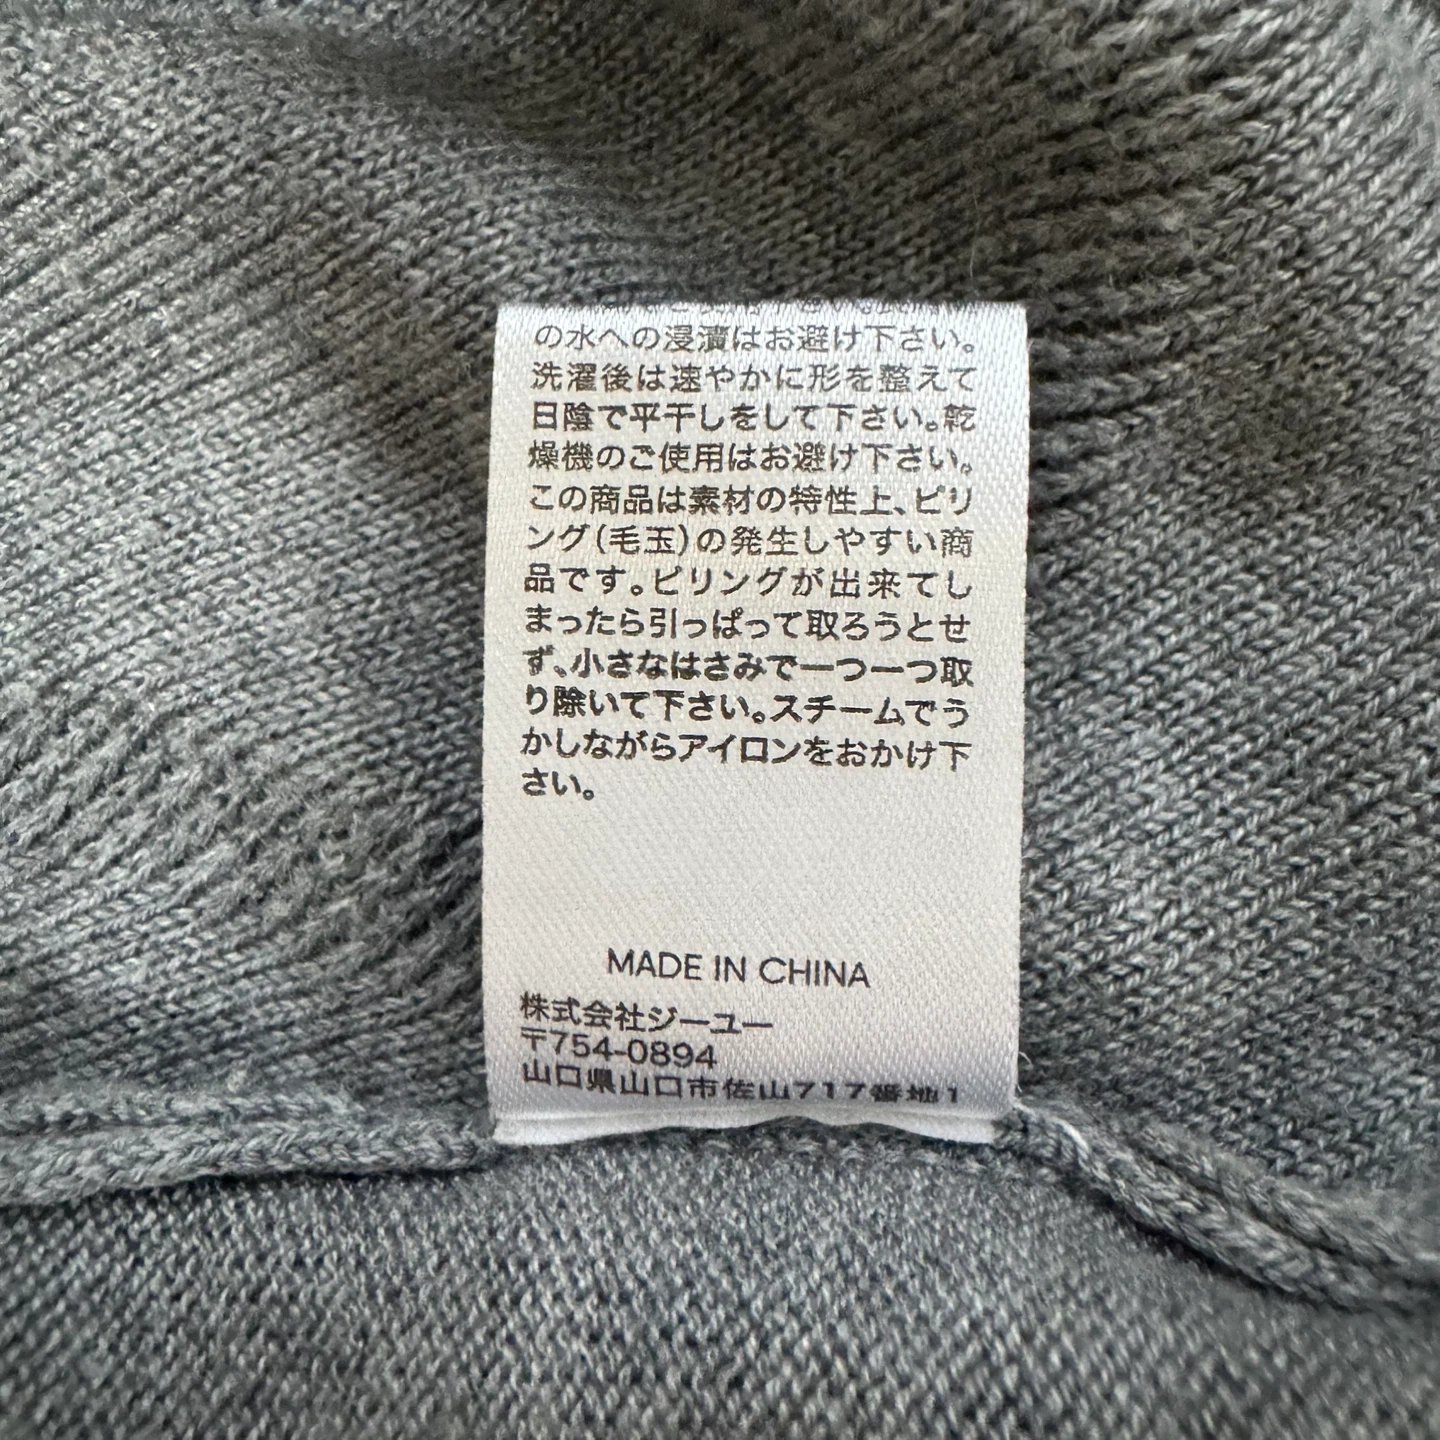 の水への浸漬はお避け下さい。
洗濯後は速やかに形を整えて
日陰で平干しをして下さい。乾
燥機のご使用はお避け下さい。
この商品は素材の特性上、ピリ
ング(毛玉)の発生しやすい商
品です。ピリングが出来てし
まったら引っぱって取ろうとせ
ず、小さなはさみで一つ一つ取
り除いて下さい。スチームでう
かしながらアイロンをおかけ下
さい。
MADE IN CHINA
株式会社ジーユー
〒754-0894
山口県山口市佐山717番地1